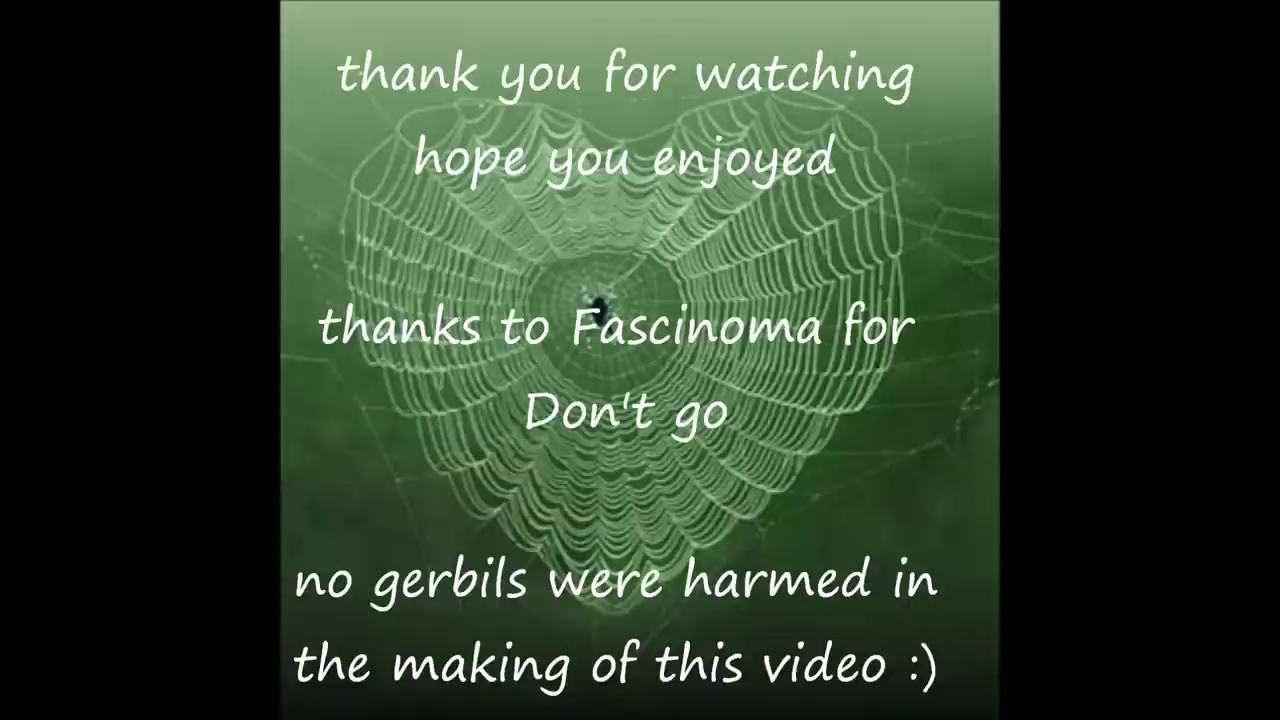 thank you for watching
hope you enjoyed
thanks to Fascinoma for
Don't go
no gerbils were harmed in
the making of this video :)